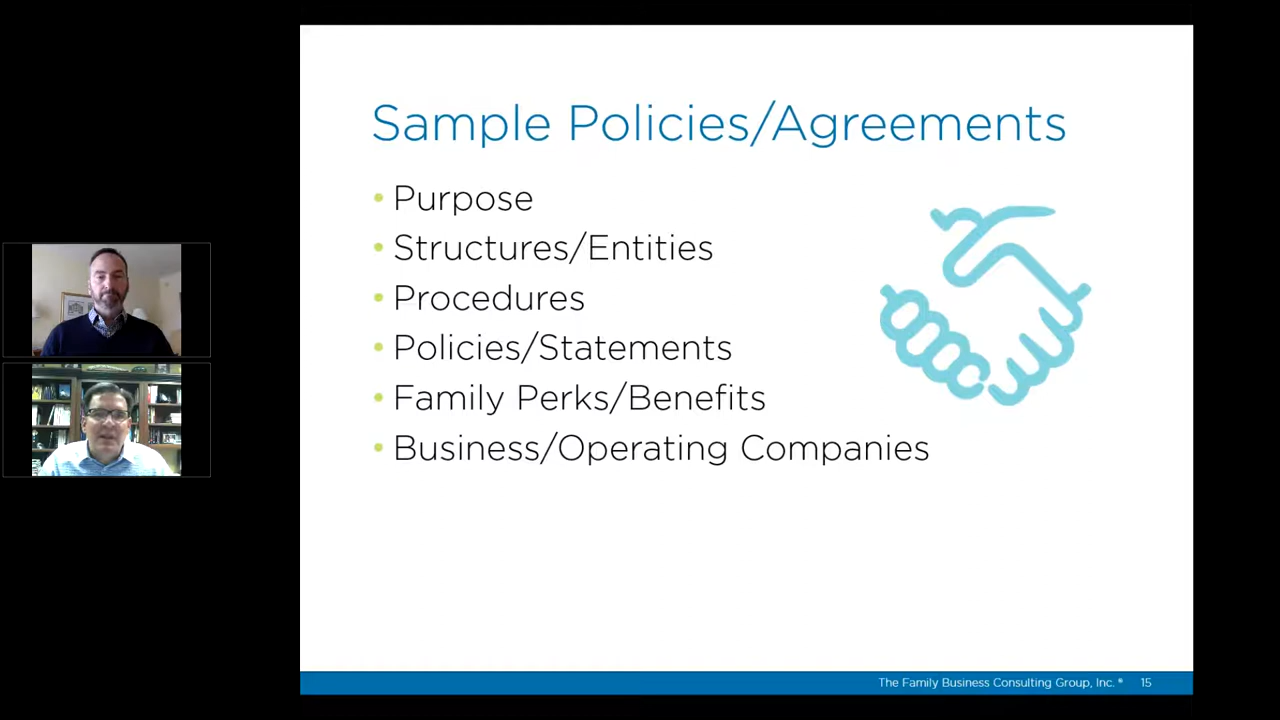 Sample Policies/Agreements
• Purpose
• Structures/Entities
• Procedures
• Policies/Statements
• Family Perks/Benefits
• Business/Operating Companies
The Family Business Consulting Group, Inc.® 15